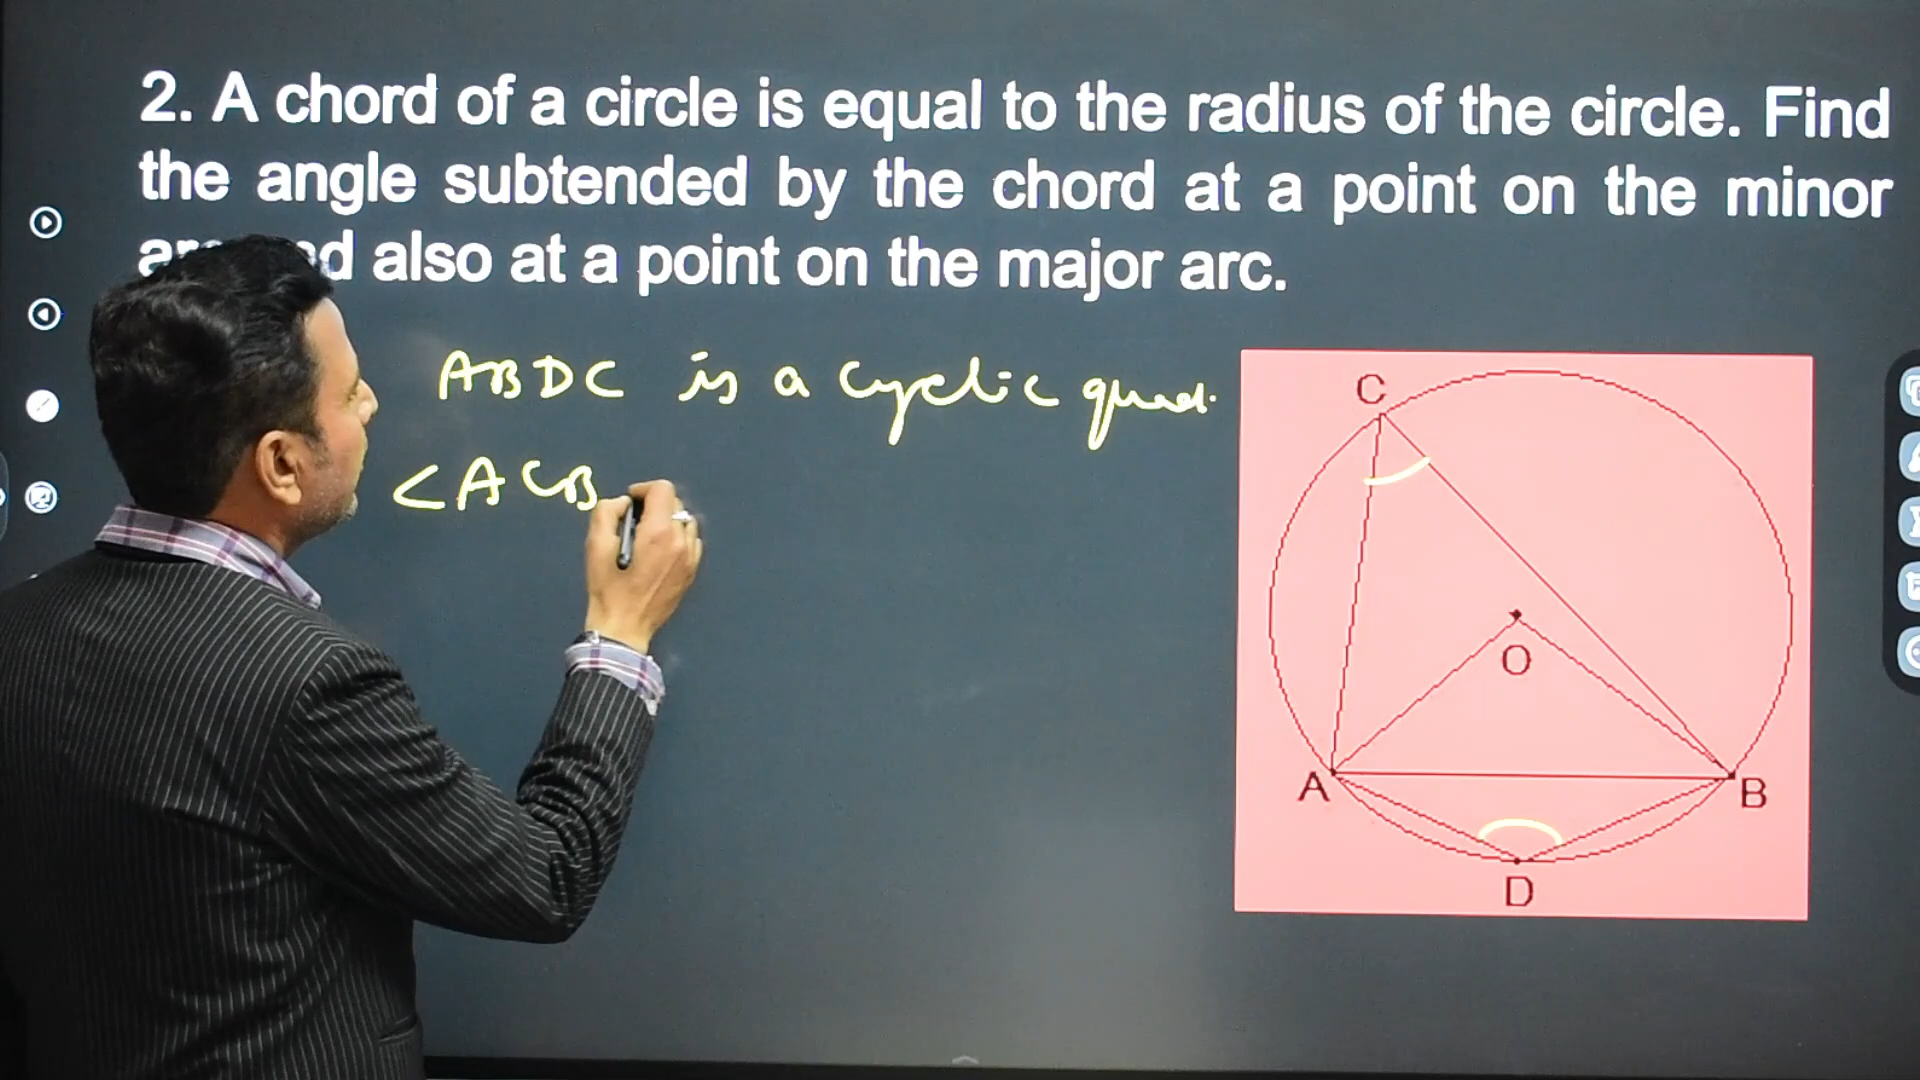 2. A chord of a circle is equal to the radius of the circle. Find
the angle subtended by the chord at a point on the minor
also at a point on the major arc.
ABDC is a cyclic quad.
<ACB
C
O
A
B
D